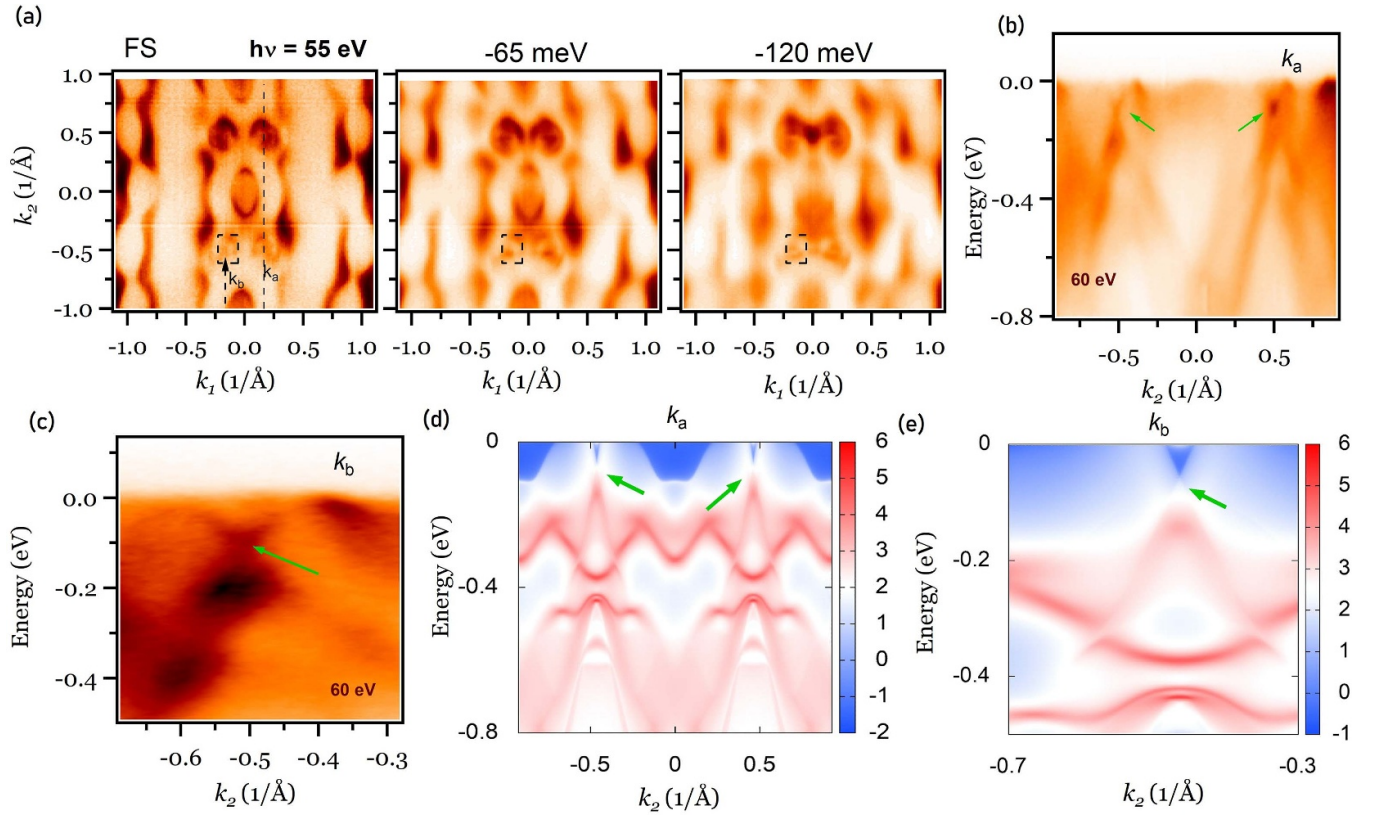 (a)
FS
hν = 55 eV
-65 meV
-120 meV
1.0
0.5
0.0
-0.5
-1.0
k₂ (1/Å)
k_b
k_a
-1.0 -0.5 0.0 0.5 1.0
-1.0 -0.5 0.0 0.5 1.0
-1.0 -0.5 0.0 0.5 1.0
k₁ (1/Å)
k₁ (1/Å)
k₁ (1/Å)
(b)
k_a
0.0
-0.4
-0.8
Energy (eV)
60 eV
-0.5 0.0 0.5
k₂ (1/Å)
(c)
k_b
0.0
-0.2
-0.4
Energy (eV)
60 eV
-0.6 -0.5 -0.4 -0.3
k₂ (1/Å)
(d)
k_a
0
-0.4
-0.8
Energy (eV)
-0.5 0 0.5
k₂ (1/Å)
6
5
4
3
2
1
0
-1
-2
(e)
k_b
0
-0.2
-0.4
Energy (eV)
-0.7 -0.3
k₂ (1/Å)
6
5
4
3
2
1
0
-1